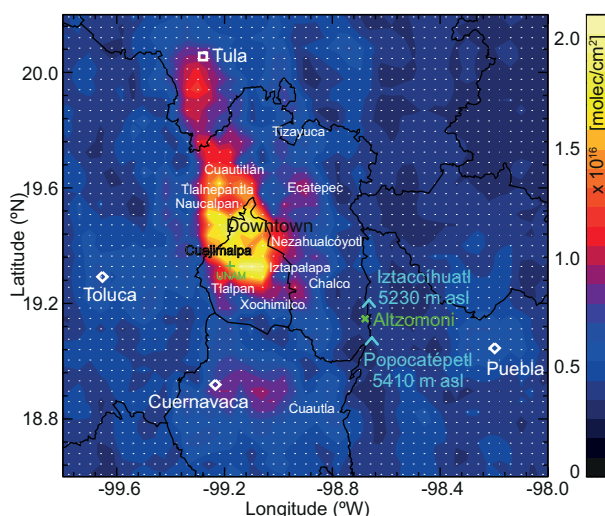 20.0
19.6
19.2
18.8
Latitude (ºN)
-99.6
-99.2
-98.8
-98.4
-98.0
Longitude (ºW)
Tula
Tizayuca
Cuautitlán
Tlalnepantla
Ecatepec
Naucalpan
Downtown
Nezahualcóyotl
Cuajimalpa
UNAM
Iztapalapa
Tlalpan
Chalco
Xochimilco
Toluca
Iztaccíhuatl
5230 m asl
Altzomoni
Popocatépetl
5410 m asl
Puebla
Cuernavaca
Cuautla
2.0
1.5
1.0
0.5
0
x 10¹⁶ [molec/cm²]